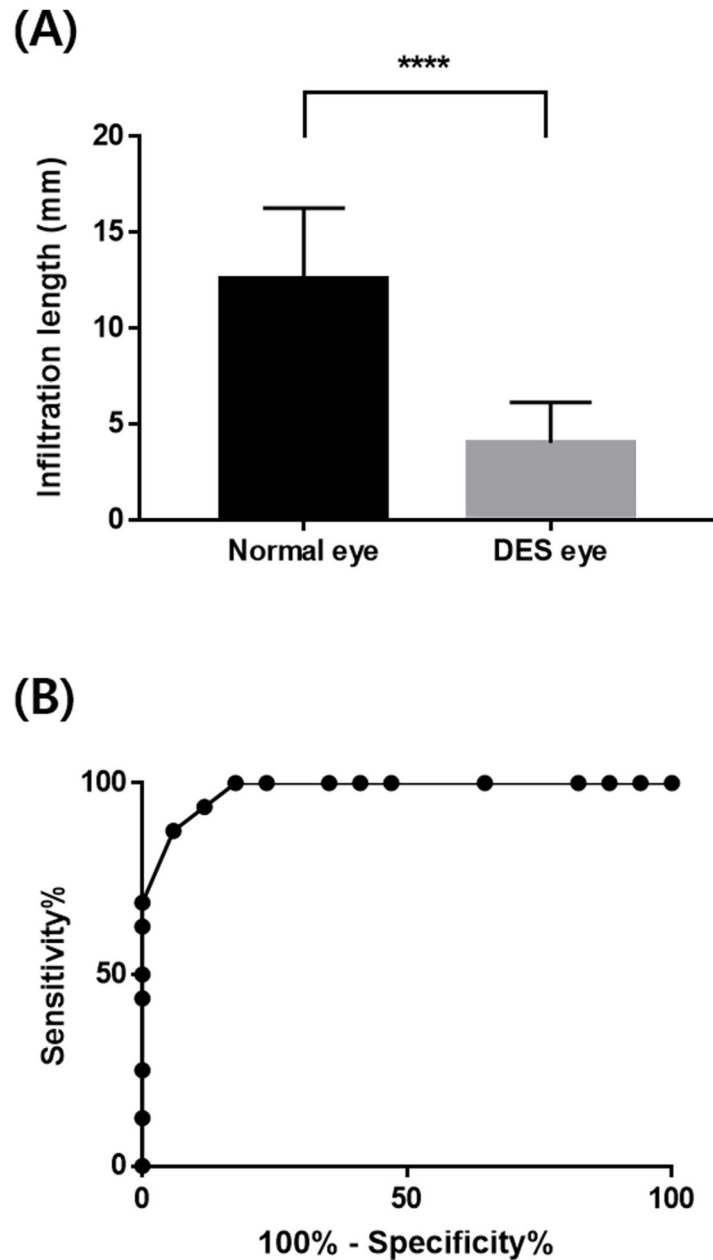 (A)
****
20
15
10
5
0
Infiltration length (mm)
Normal eye
DES eye
(B)
100
50
0
Sensitivity%
0
50
100
100% - Specificity%